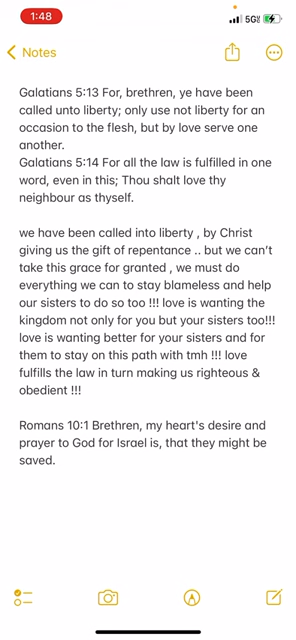 1:48
5G
Notes
Galatians 5:13 For, brethren, ye have been
called unto liberty; only use not liberty for an
occasion to the flesh, but by love serve one
another.
Galatians 5:14 For all the law is fulfilled in one
word, even in this; Thou shalt love thy
neighbour as thyself.
we have been called into liberty , by Christ
giving us the gift of repentance .. but we can't
take this grace for granted , we must do
everything we can to stay blameless and help
our sisters to do so too !!! love is wanting the
kingdom not only for you but your sisters too!!!
love is wanting better for your sisters and for
them to stay on this path with tmh !!! love
fulfills the law in turn making us righteous &
obedient !!!
Romans 10:1 Brethren, my heart's desire and
prayer to God for Israel is, that they might be
saved.